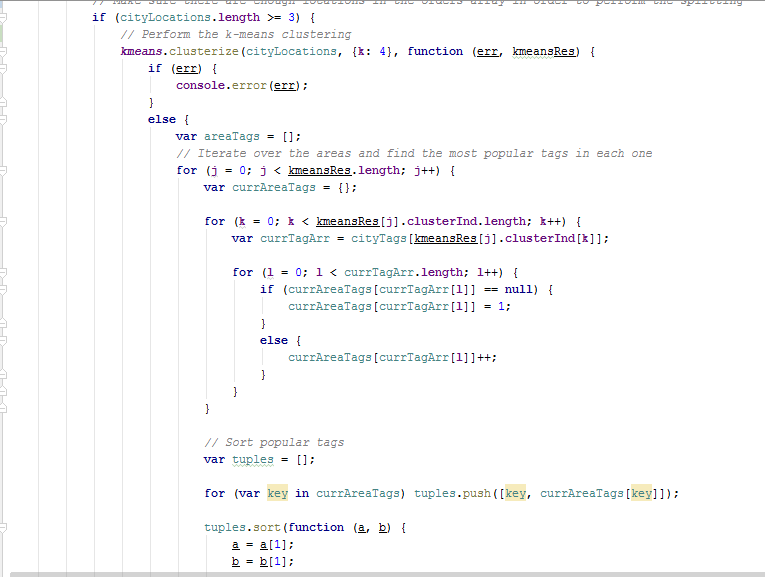 // Make sure there are enough locations in the orders array in order to perform the splitting
if (cityLocations.length >= 3) {
// Perform the k-means clustering
kmeans.clusterize(cityLocations, {k: 4}, function (err, kmeansRes) {
if (err) {
console.error(err);
}
else {
var areaTags = [];
// Iterate over the areas and find the most popular tags in each one
for (j = 0; j < kmeansRes.length; j++) {
var currAreaTags = {};
for (k = 0; k < kmeansRes[j].clusterInd.length; k++) {
var currTagArr = cityTags[kmeansRes[j].clusterInd[k]];
for (l = 0; l < currTagArr.length; l++) {
if (currAreaTags[currTagArr[l]] == null) {
currAreaTags[currTagArr[l]] = 1;
}
else {
currAreaTags[currTagArr[l]]++;
}
}
}
// Sort popular tags
var tuples = [];
for (var key in currAreaTags) tuples.push([key, currAreaTags[key]]);
tuples.sort(function (a, b) {
a = a[1];
b = b[1];